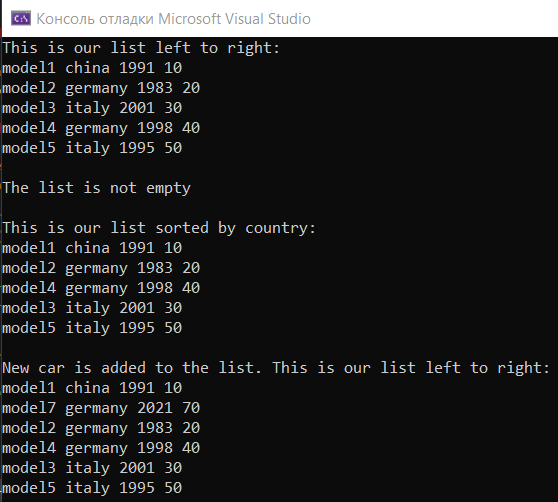 Консоль отладки Microsoft Visual Studio
This is our list left to right:
model1 china 1991 10
model2 germany 1983 20
model3 italy 2001 30
model4 germany 1998 40
model5 italy 1995 50
The list is not empty
This is our list sorted by country:
model1 china 1991 10
model2 germany 1983 20
model4 germany 1998 40
model3 italy 2001 30
model5 italy 1995 50
New car is added to the list. This is our list left to right:
model1 china 1991 10
model7 germany 2021 70
model2 germany 1983 20
model4 germany 1998 40
model3 italy 2001 30
model5 italy 1995 50